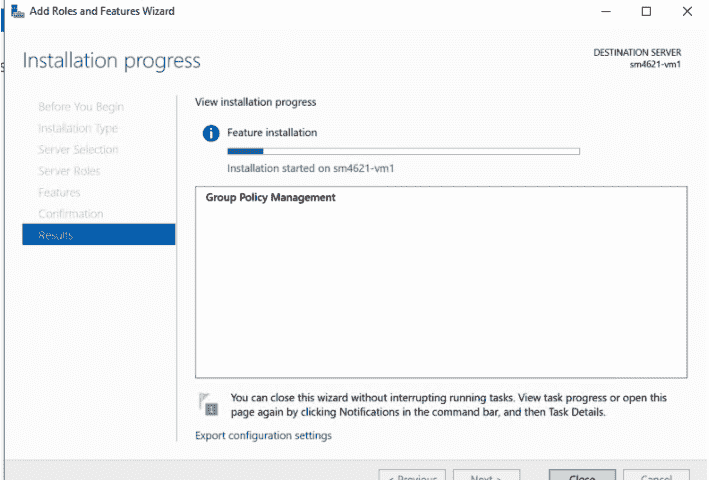 Add Roles and Features Wizard
Installation progress
DESTINATION SERVER
sm4621-vm1
Before You Begin
Installation Type
Server Selection
Server Roles
Features
Confirmation
Results
View installation progress
Feature installation
Installation started on sm4621-vm1
Group Policy Management
You can close this wizard without interrupting running tasks. View task progress or open this
page again by clicking Notifications in the command bar, and then Task Details.
Export configuration settings
< Previous
Next >
Close
Cancel